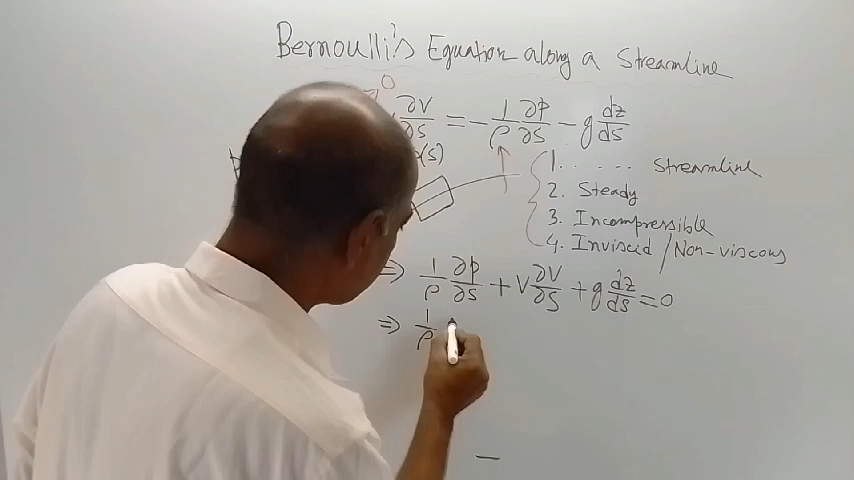 Bernoulli's Equation along a Streamline
0
∂V/∂s = - 1/ρ ∂p/∂s - g dz/ds
(s)
1. . . . . . Streamline
2. Steady
3. Incompressible
4. Inviscid / Non-viscous
⇒ 1/ρ ∂p/∂s + V ∂V/∂s + g dz/ds = 0
⇒ 1/ρ